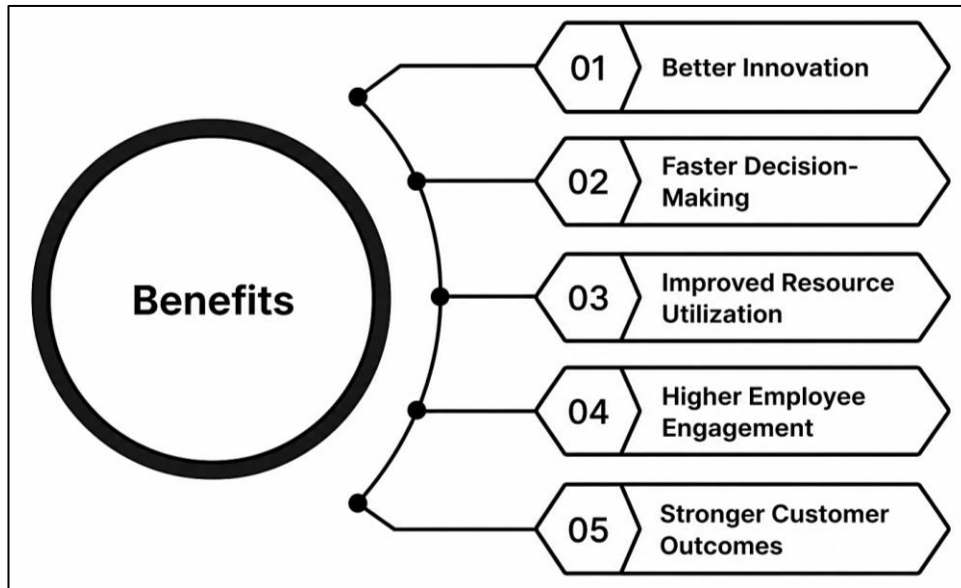 Benefits
01
Better Innovation
02
Faster Decision-
Making
03
Improved Resource
Utilization
04
Higher Employee
Engagement
05
Stronger Customer
Outcomes